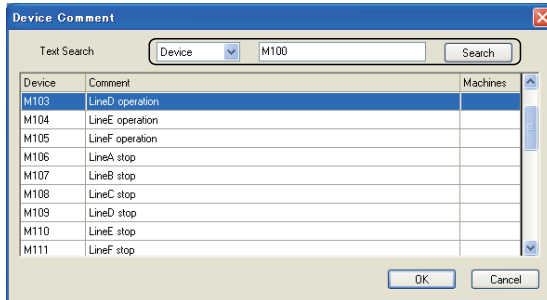 Device Comment
Text Search Device M100 Search
Device Comment Machines
M103 LineD operation
M104 LineE operation
M105 LineF operation
M106 LineA stop
M107 LineB stop
M108 LineC stop
M109 LineD stop
M110 LineE stop
M111 LineF stop
OK Cancel